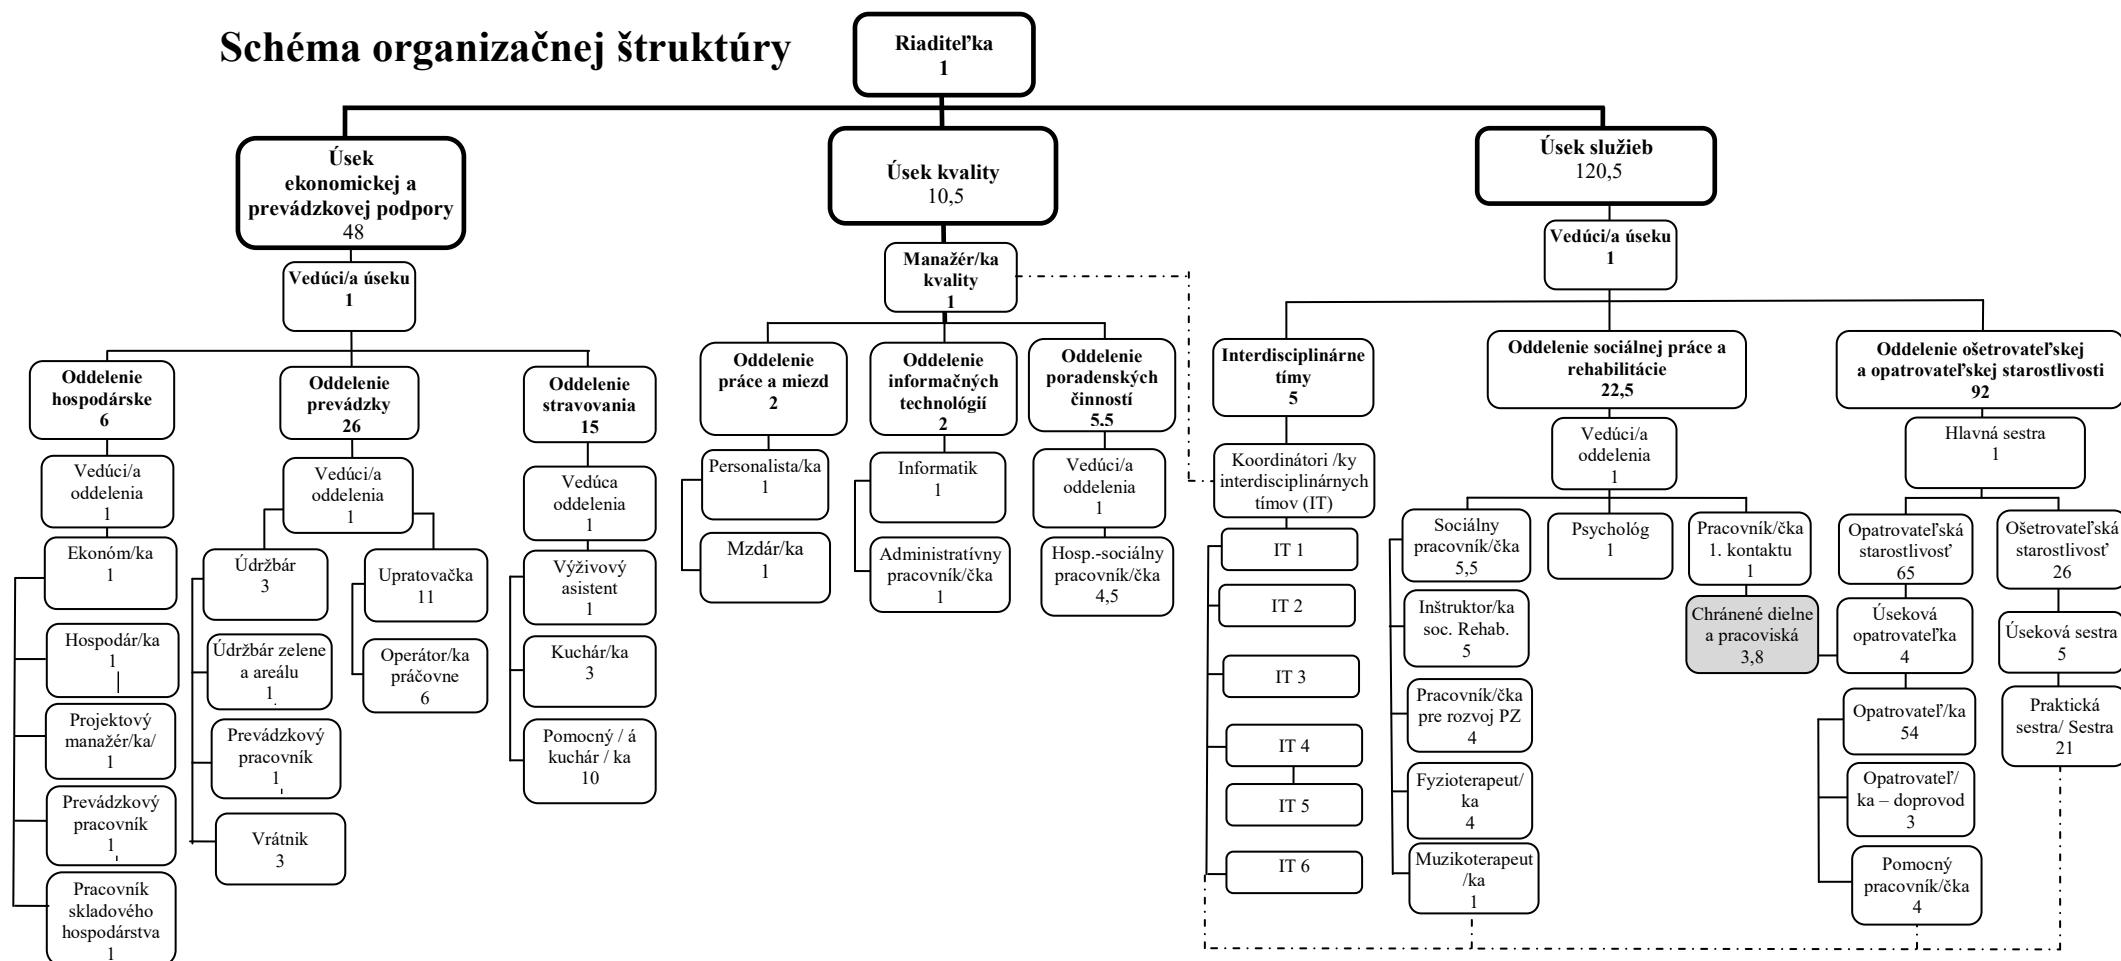 Schéma organizačnej štruktúry
Riaditeľka
1
Úsek
ekonomickej a
prevádzkovej podpory
48
Úsek kvality
10,5
Úsek služieb
120,5
Vedúci/a úseku
1
Manažér/ka
kvality
1
Vedúci/a úseku
1
Oddelenie
hospodárske
6
Oddelenie
prevádzky
26
Oddelenie
stravovania
15
Oddelenie
práce a miezd
2
Oddelenie
informačných
technológií
2
Oddelenie
poradenských
činností
5,5
Interdisciplinárne
tímy
5
Oddelenie sociálnej práce a
rehabilitácie
22,5
Oddelenie ošetrovateľskej
a opatrovateľskej starostlivosti
92
Vedúci/a
oddelenia
1
Ekonóm/ka
1
Hospodár/ka
1
Projektový
manažér/ka/
1
Prevádzkový
pracovník
1
Pracovník
skladového
hospodárstva
1
Vedúci/a
oddelenia
1
Údržbár
3
Údržbár zelene
a areálu
1
Prevádzkový
pracovník
1
Vrátnik
3
Upratovačka
11
Operátor/ka
práčovne
6
Vedúca
oddelenia
1
Výživový
asistent
1
Kuchár/ka
3
Pomocný / á
kuchár / ka
10
Personalista/ka
1
Mzdár/ka
1
Informatik
1
Administratívny
pracovník/čka
1
Vedúci/a
oddelenia
1
Hosp.-sociálny
pracovník/čka
4,5
Koordinátori /ky
interdisciplinárnych
tímov (IT)
IT 1
IT 2
IT 3
IT 4
IT 5
IT 6
Vedúci/a
oddelenia
1
Sociálny
pracovník/čka
5,5
Inštruktor/ka
soc. Rehab.
5
Pracovník/čka
pre rozvoj PZ
4
Fyzioterapeut/
ka
4
Muzikoterapeut
/ka
1
Psychológ
1
Pracovník/čka
1. kontaktu
1
Chránené dielne
a pracoviská
3,8
Hlavná sestra
1
Opatrovateľská
starostlivosť
65
Úseková
opatrovateľka
4
Opatrovateľ/ka
54
Opatrovateľ/
ka – doprovod
3
Pomocný
pracovník/čka
4
Ošetrovateľská
starostlivosť
26
Úseková sestra
5
Praktická
sestra/ Sestra
21